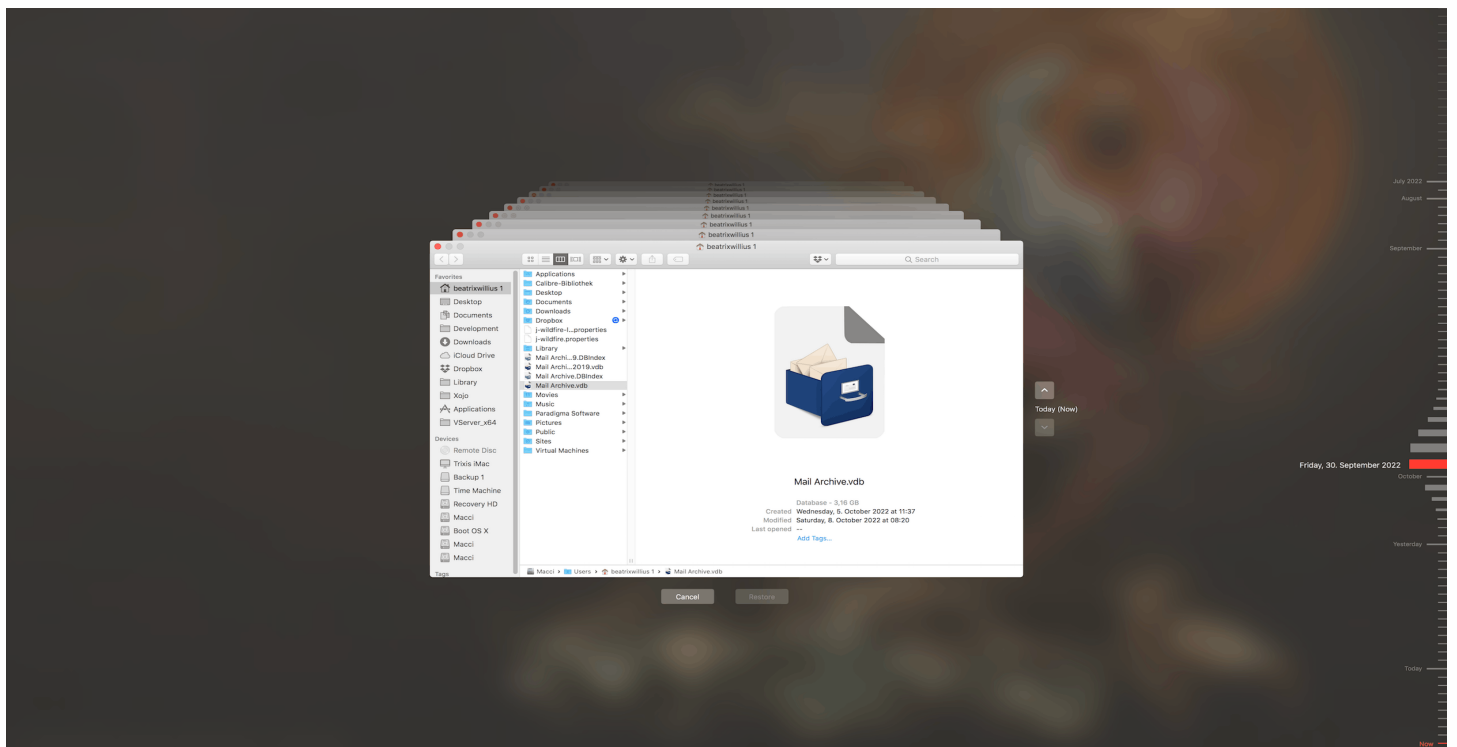 beatrixwillius 1
beatrixwillius 1
beatrixwillius 1
beatrixwillius 1
beatrixwillius 1
Search
Favorites
beatrixwillius 1
Desktop
Documents
Development
Downloads
iCloud Drive
Dropbox
Library
Xojo
Applications
VServer_x64
Devices
Remote Disc
Trixis iMac
Backup 1
Time Machine
Recovery HD
Macci
Boot OS X
Macci
Macci
Tags
Applications
Calibre-Bibliothek
Desktop
Documents
Downloads
Dropbox
j-wildfire-l...properties
j-wildfire.properties
Library
Mail Archi...9.DBIndex
Mail Archi...2019.vdb
Mail Archive.DBIndex
Mail Archive.vdb
Movies
Music
Paradigma Software
Pictures
Public
Sites
Virtual Machines
Mail Archive.vdb
Database - 3,16 GB
Created Wednesday, 5. October 2022 at 11:37
Modified Saturday, 8. October 2022 at 08:20
Last opened --
Add Tags...
Macci › Users › beatrixwillius 1 › Mail Archive.vdb
Cancel
Restore
Today (Now)
July 2022
August
September
Friday, 30. September 2022
October
Yesterday
Today
Now